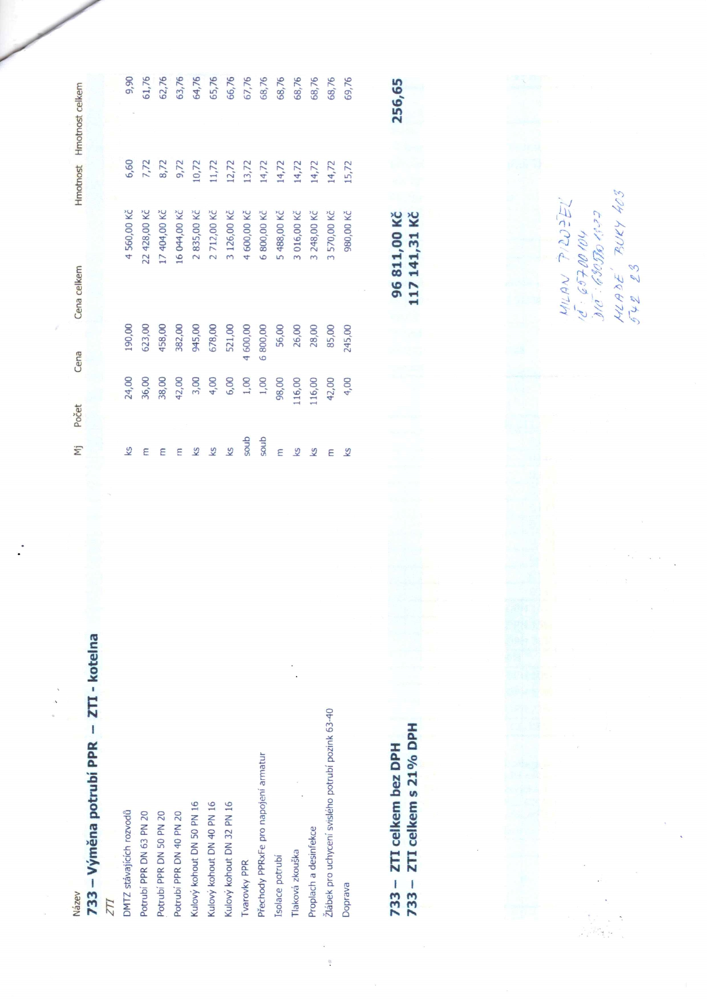 Název Mj Počet Cena Cena celkem Hmotnost Hmotnost celkem
733 – Výměna potrubí PPR – ZTI - kotelna
ZTI
DMTZ stávajících rozvodů ks 24,00 190,00 4 560,00 Kč 6,60 9,90
Potrubí PPR DN 63 PN 20 m 36,00 623,00 22 428,00 Kč 7,72 61,76
Potrubí PPR DN 50 PN 20 m 38,00 458,00 17 404,00 Kč 8,72 62,76
Potrubí PPR DN 40 PN 20 m 42,00 382,00 16 044,00 Kč 9,72 63,76
Kulový kohout DN 50 PN 16 ks 3,00 945,00 2 835,00 Kč 10,72 64,76
Kulový kohout DN 40 PN 16 ks 4,00 678,00 2 712,00 Kč 11,72 65,76
Kulový kohout DN 32 PN 16 ks 6,00 521,00 3 126,00 Kč 12,72 66,76
Tvarovky PPR soub 1,00 4 600,00 4 600,00 Kč 13,72 67,76
Přechody PPRxFe pro napojení armatur soub 1,00 6 800,00 6 800,00 Kč 14,72 68,76
Isolace potrubí m 98,00 56,00 5 488,00 Kč 14,72 68,76
Tlaková zkouška ks 116,00 26,00 3 016,00 Kč 14,72 68,76
Proplach a desinfekce ks 116,00 28,00 3 248,00 Kč 14,72 68,76
Žlábek pro uchycení svislého potrubí pozink 63-40 m 42,00 85,00 3 570,00 Kč 14,72 68,76
Doprava ks 4,00 245,00 980,00 Kč 15,72 69,76
733 – ZTI celkem bez DPH 96 811,00 Kč 256,65
733 – ZTI celkem s 21% DPH 117 141,31 Kč
MILAN
IČ: 65700104
DIČ:
MLADÉ BUKY 403
542 23